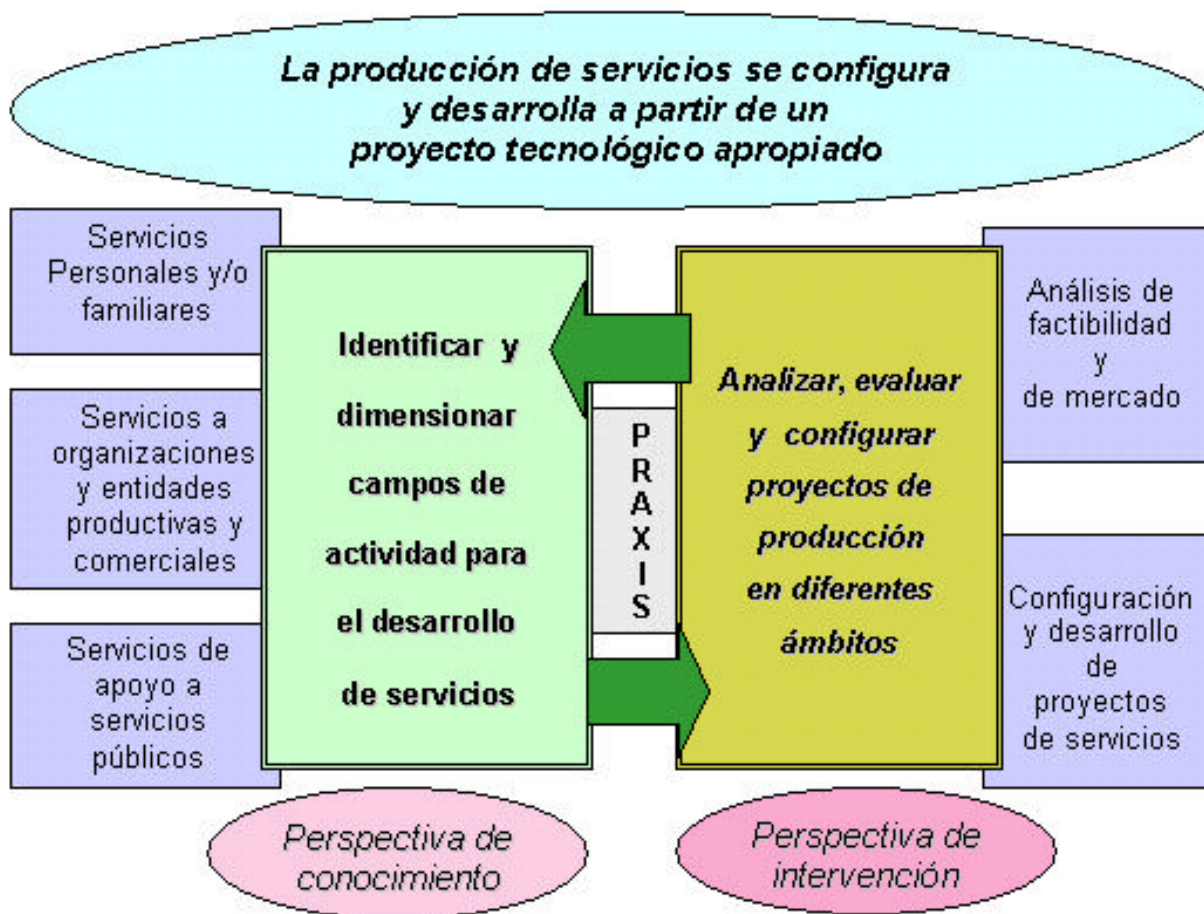 La producción de servicios se configura
y desarrolla a partir de un
proyecto tecnológico apropiado
Servicios
Personales y/o
familiares
Servicios a
organizaciones
y entidades
productivas y
comerciales
Servicios de
apoyo a
servicios
públicos
Identificar y
dimensionar
campos de
actividad para
el desarrollo
de servicios
PRAXIS
Analizar, evaluar
y configurar
proyectos de
producción
en diferentes
ámbitos
Análisis de
factibilidad
y
de mercado
Configuración
y desarrollo
de
proyectos
de servicios
Perspectiva de
conocimiento
Perspectiva de
intervención